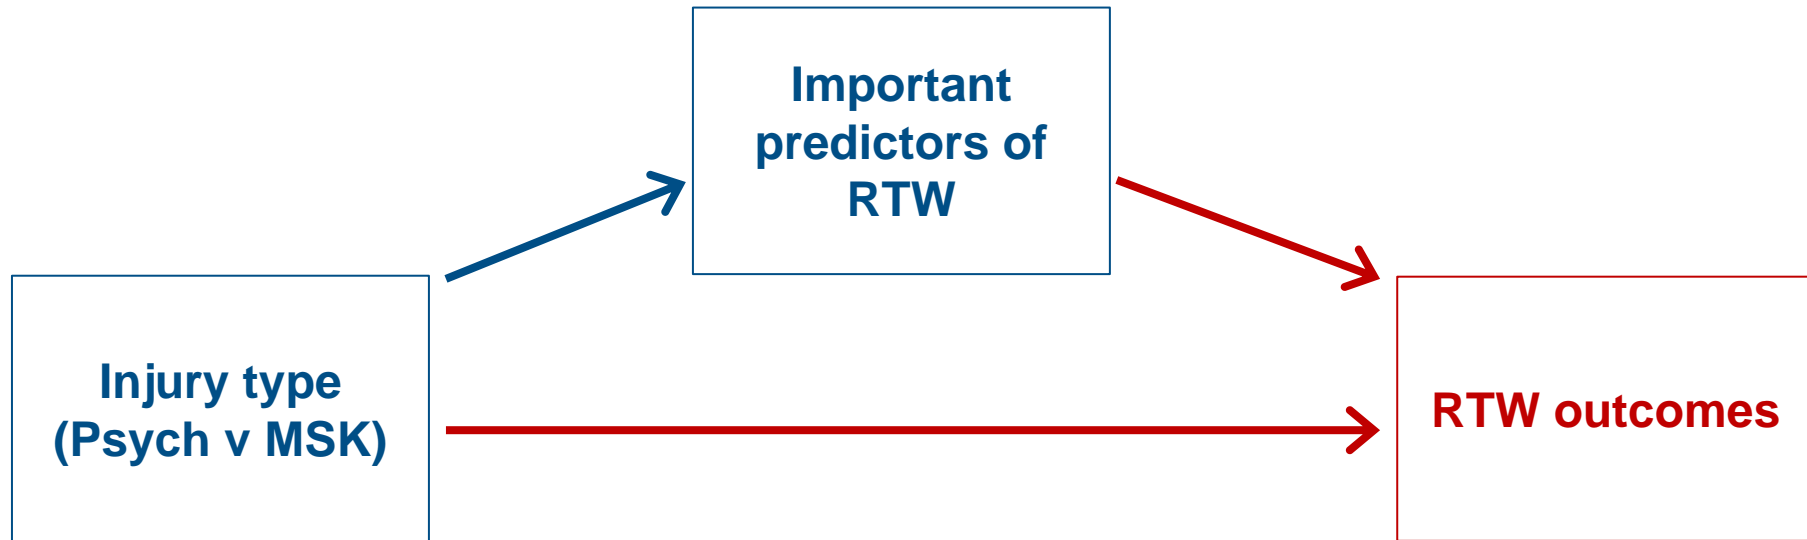 Important
predictors of
RTW
Injury type
(Psych v MSK)
RTW outcomes